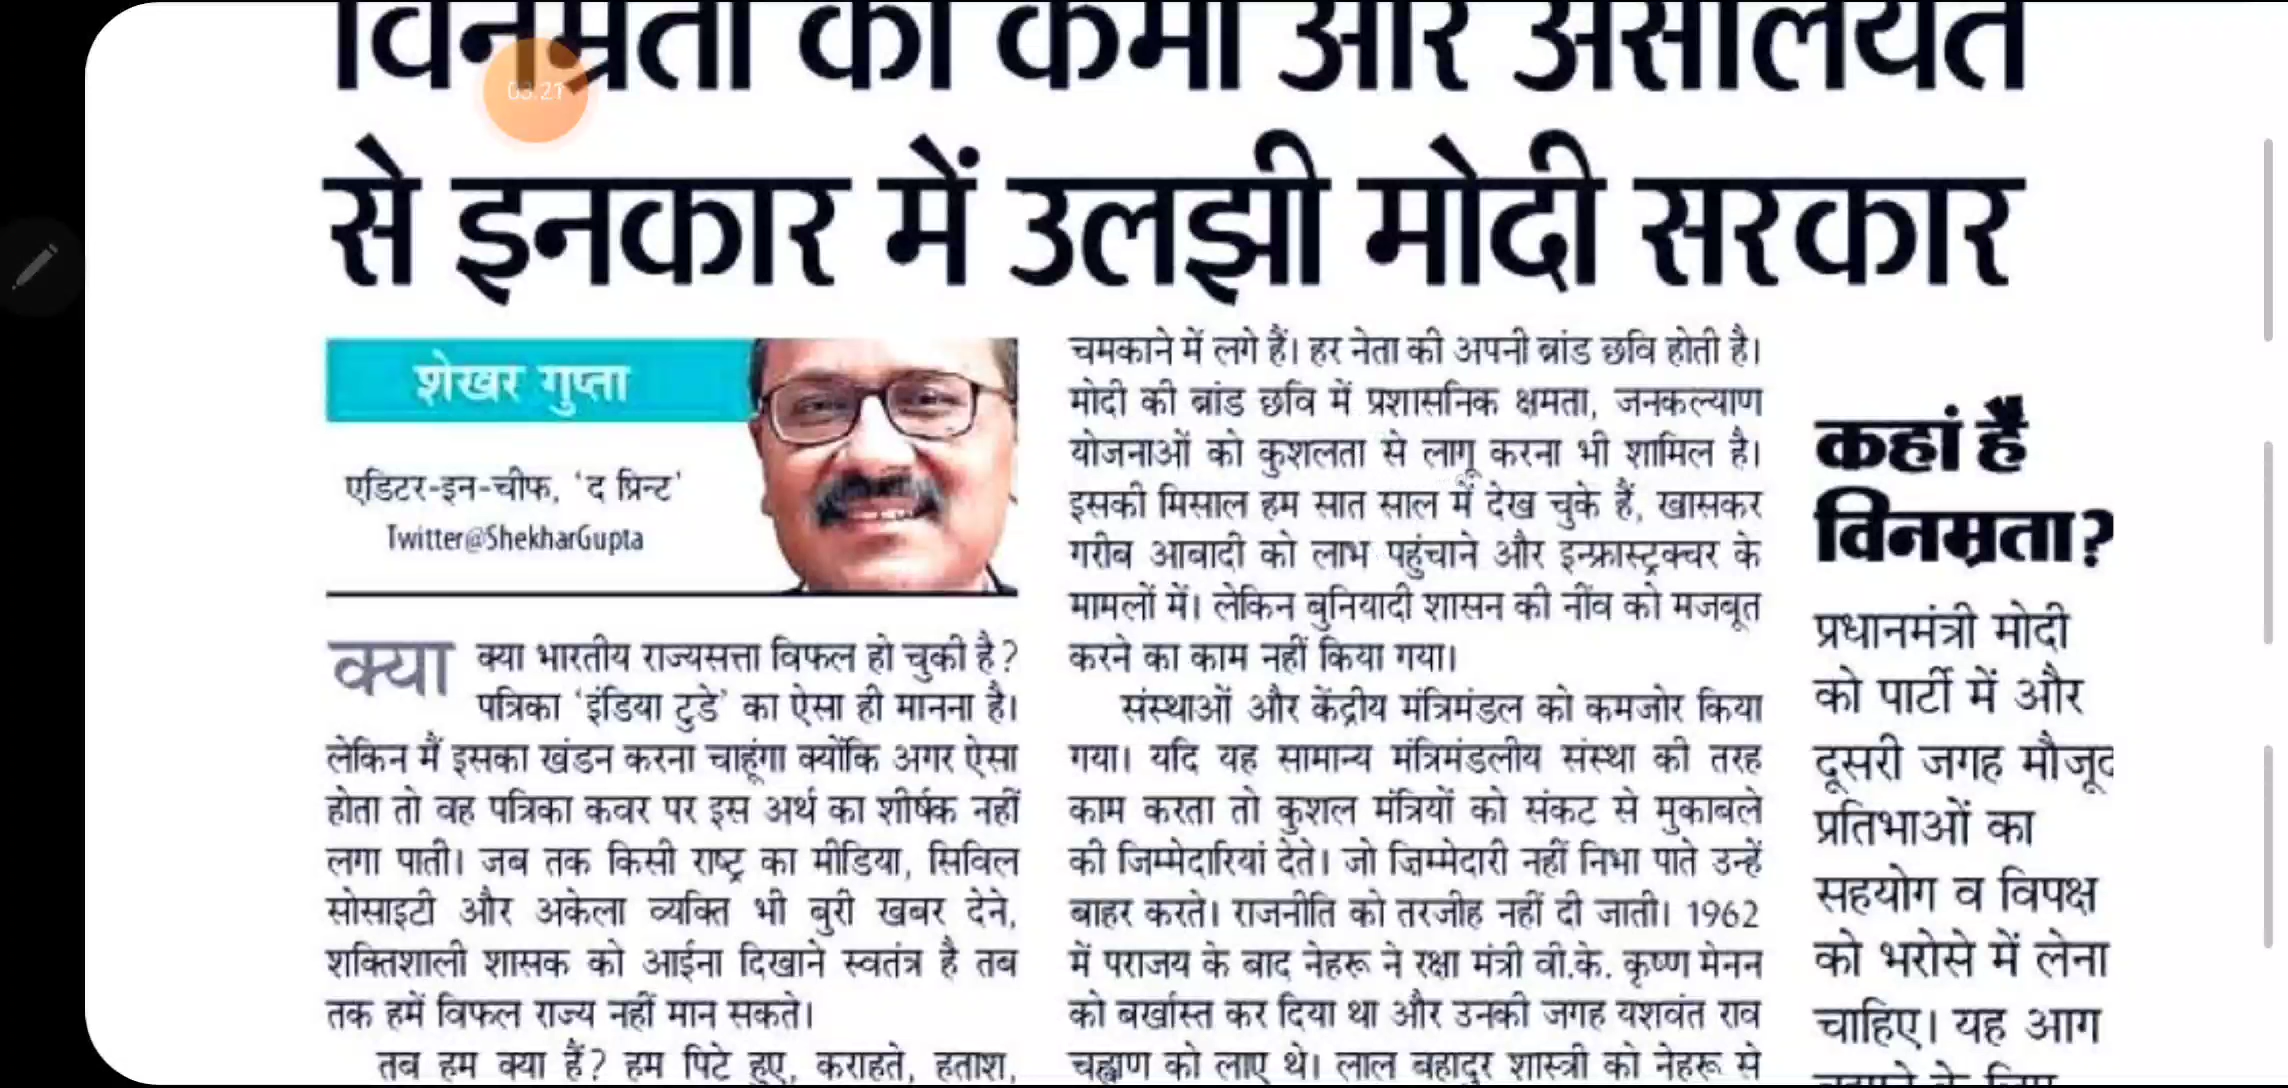 विनम्रता की कमी और असलियत
से इनकार में उलझी मोदी सरकार
03:21
शेखर गुप्ता
एडिटर-इन-चीफ, 'द प्रिन्ट'
Twitter@ShekharGupta
क्या क्या भारतीय राज्यसत्ता विफल हो चुकी है?
पत्रिका 'इंडिया टुडे' का ऐसा ही मानना है।
लेकिन मैं इसका खंडन करना चाहूंगा क्योंकि अगर ऐसा
होता तो वह पत्रिका कवर पर इस अर्थ का शीर्षक नहीं
लगा पाती। जब तक किसी राष्ट्र का मीडिया, सिविल
सोसाइटी और अकेला व्यक्ति भी बुरी खबर देने,
शक्तिशाली शासक को आईना दिखाने स्वतंत्र है तब
तक हमें विफल राज्य नहीं मान सकते।
तब हम क्या हैं? हम पिटे हुए, कराहते, हताश,
चमकाने में लगे हैं। हर नेता की अपनी ब्रांड छवि होती है।
मोदी की ब्रांड छवि में प्रशासनिक क्षमता, जनकल्याण
योजनाओं को कुशलता से लागू करना भी शामिल है।
इसकी मिसाल हम सात साल में देख चुके हैं, खासकर
गरीब आबादी को लाभ पहुंचाने और इन्फ्रास्ट्रक्चर के
मामलों में। लेकिन बुनियादी शासन की नींव को मजबूत
करने का काम नहीं किया गया।
संस्थाओं और केंद्रीय मंत्रिमंडल को कमजोर किया
गया। यदि यह सामान्य मंत्रिमंडलीय संस्था की तरह
काम करता तो कुशल मंत्रियों को संकट से मुकाबले
की जिम्मेदारियां देते। जो जिम्मेदारी नहीं निभा पाते उन्हें
बाहर करते। राजनीति को तरजीह नहीं दी जाती। 1962
में पराजय के बाद नेहरू ने रक्षा मंत्री वी.के. कृष्ण मेनन
को बर्खास्त कर दिया था और उनकी जगह यशवंत राव
चह्वाण को लाए थे। लाल बहादुर शास्त्री को नेहरू से
कहां है
विनम्रता?
प्रधानमंत्री मोदी
को पार्टी में और
दूसरी जगह मौजूद
प्रतिभाओं का
सहयोग व विपक्ष
को भरोसे में लेना
चाहिए। यह आग